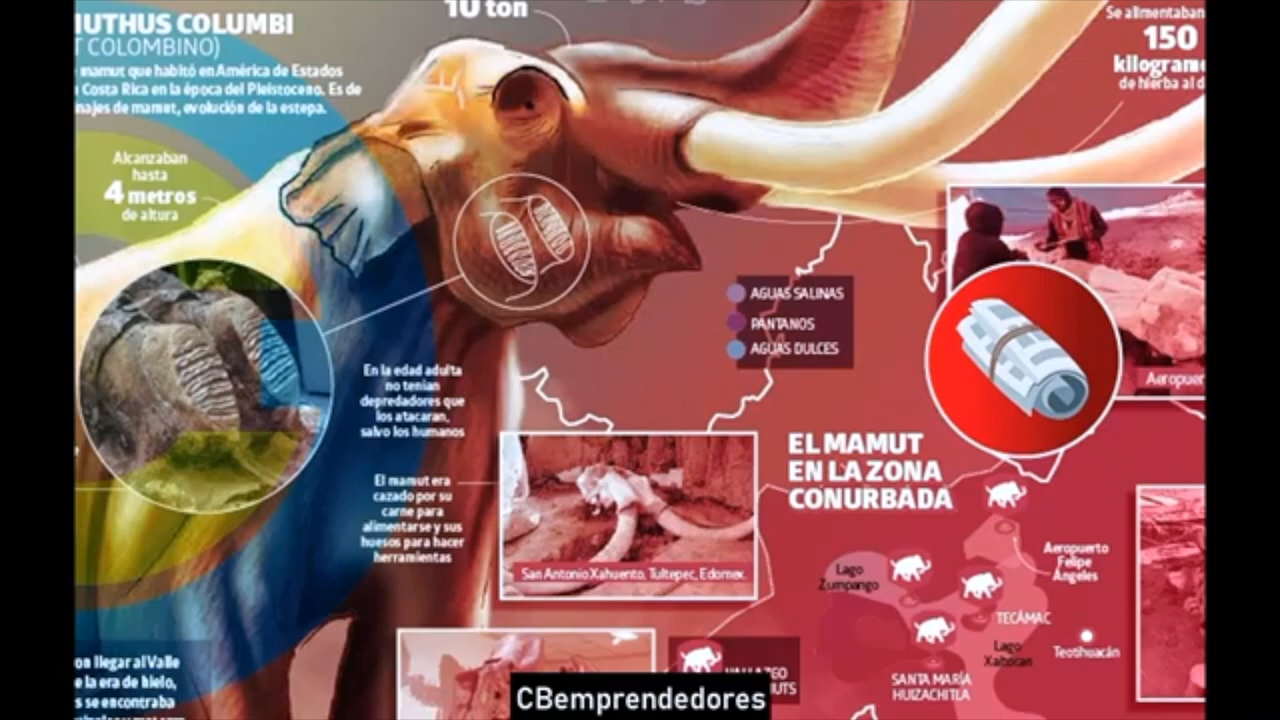 10 ton
MUTHUS COLUMBI
T COLOMBINO)
mamut que habitó en América de Estados
Costa Rica en la época del Pleistoceno. Es de
najes de mamut, evolución de la estepa.
Se alimentaban
150
kilogramo
de hierba al d
Alcanzaban
hasta
4 metros
de altura
AGUAS SALINAS
PANTANOS
AGUAS DULCES
En la edad adulta
no tenían
depredadores que
los atacaran,
salvo los humanos
El mamut era
cazado por su
carne para
alimentarse y sus
huesos para hacer
herramientas
Aeropuer
San Antonio Xahuento, Tultepec, Edomex.
EL MAMUT
EN LA ZONA
CONURBADA
Aeropuerto
Felipe
Ángeles
Lago
Zumpango
TECÁMAC
Lago
Xaltocan
Teotihuacán
SANTA MARÍA
HUIZACHITLA
on llegar al Valle
e la era de hielo,
s se encontraba
CBemprendedores